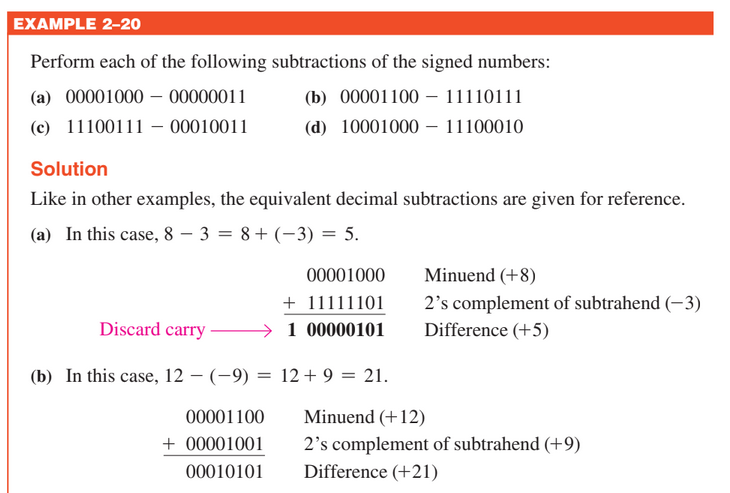 EXAMPLE 2–20
Perform each of the following subtractions of the signed numbers:
(a) 00001000 − 00000011 (b) 00001100 − 11110111
(c) 11100111 − 00010011 (d) 10001000 − 11100010
Solution
Like in other examples, the equivalent decimal subtractions are given for reference.
(a) In this case, 8 − 3 = 8 + (−3) = 5.
00001000 Minuend (+8)
+ 11111101 2's complement of subtrahend (−3)
Discard carry ⟶ 1 00000101 Difference (+5)
(b) In this case, 12 − (−9) = 12 + 9 = 21.
00001100 Minuend (+12)
+ 00001001 2's complement of subtrahend (+9)
00010101 Difference (+21)